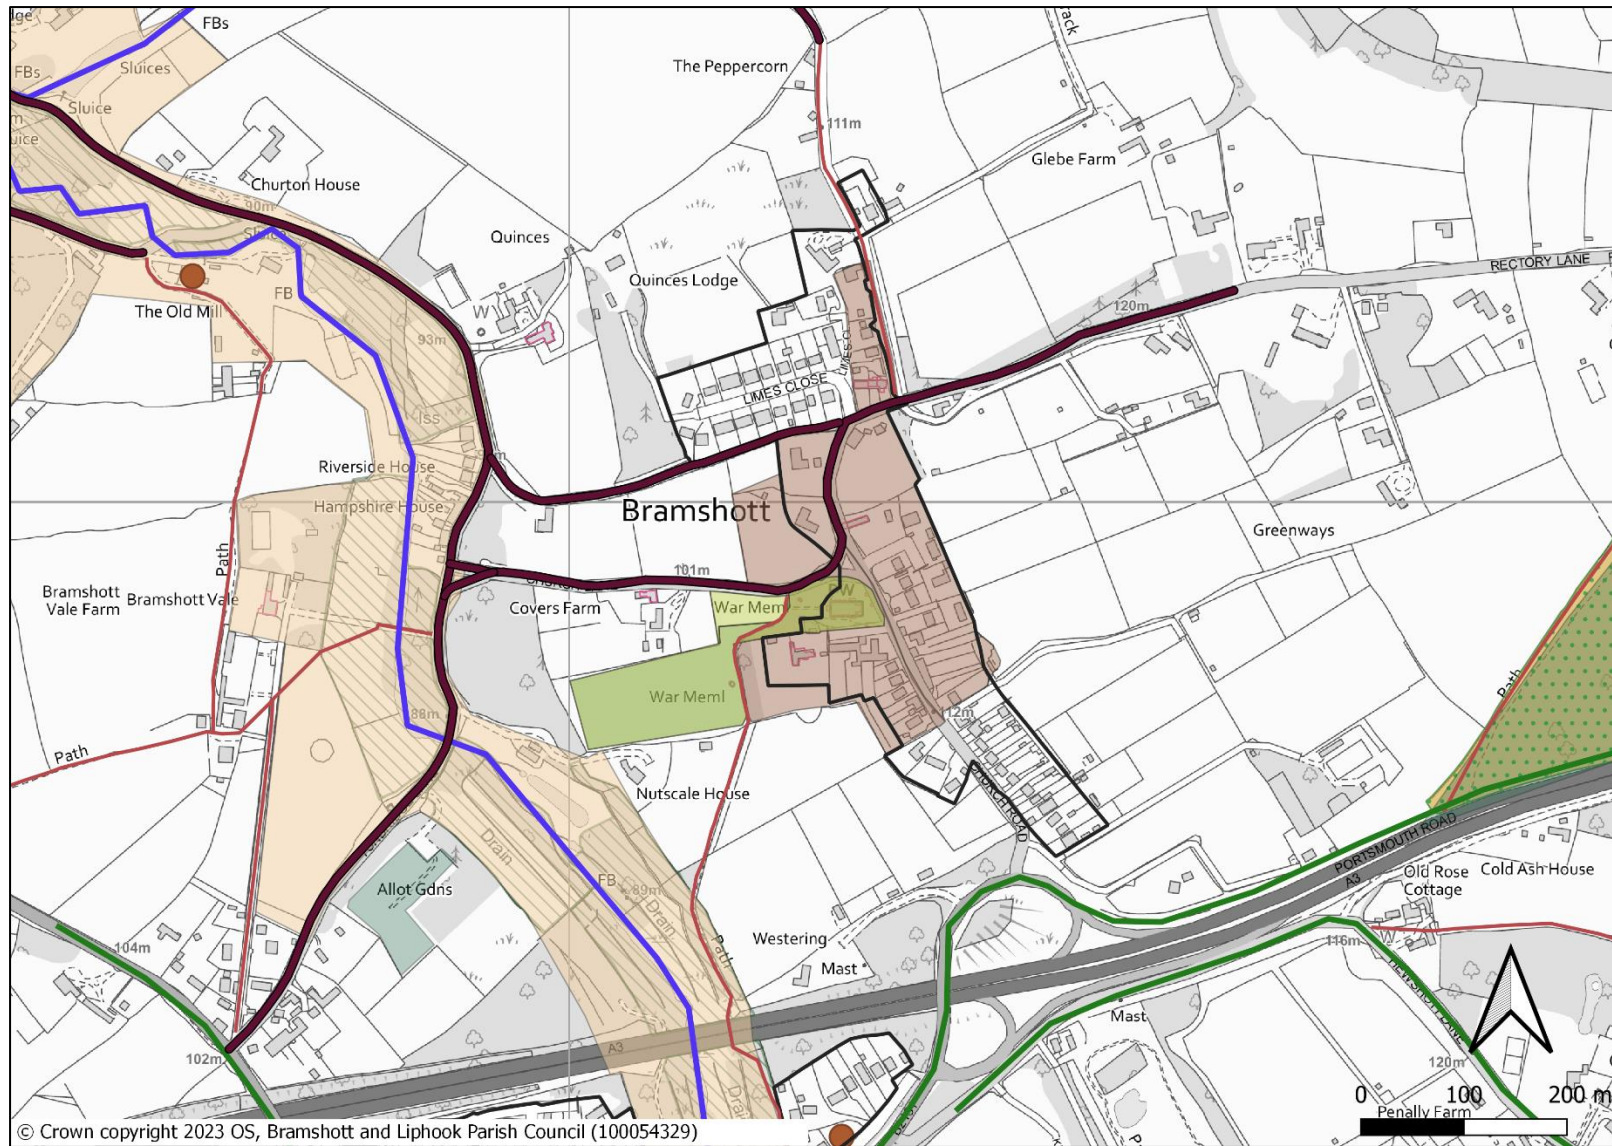 FBs
FBs
Sluices
Sluice
The Peppercorn
111m
Glebe Farm
Churton House
90m
Quinces
Quinces Lodge
RECTORY LANE
FB
The Old Mill
W
93m
120m
LIMES CLOSE
LIMES CL
Iss
Riverside House
Hampshire House
Bramshott
Greenways
Path
101m
Bramshott
Vale Farm
Bramshott Vale
Covers Farm
War Meml
War Meml
88m
112m
Path
Path
Nutscale House
CHURCH ROAD
PORTSMOUTH ROAD
A3
Drain
Allot Gdns
FB
89m
Drain
Old Rose
Cottage
Cold Ash House
104m
Westering
Path
Mast
116m
W
HEWSHOTT LANE
Mast
102m
A3
120m
Drain
0 100 200 m
Penally Farm
© Crown copyright 2023 OS, Bramshott and Liphook Parish Council (100054329)